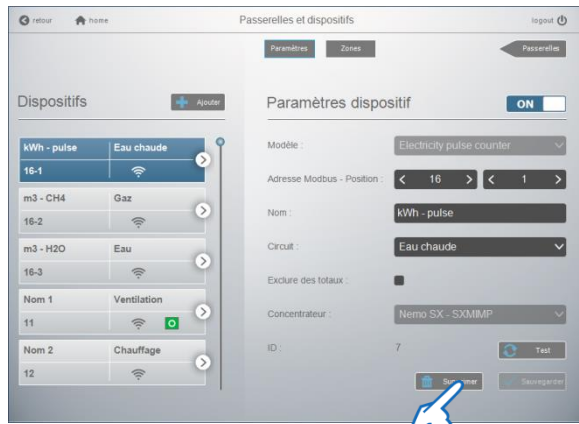 retour home Passerelles et dispositifs logout
Paramètres Zones Passerelles
Dispositifs Ajouter
kWh - pulse Eau chaude
16-1
m3 - CH4 Gaz
16-2
m3 - H2O Eau
16-3
Nom 1 Ventilation
11 O
Nom 2 Chauffage
12
Paramètres dispositif ON
Modèle : Electricity pulse counter
Adresse Modbus - Position : < 16 > < 1 >
Nom : kWh - pulse
Circuit : Eau chaude
Exclure des totaux :
Concentrateur : Nemo SX - SXMIMP
ID : 7 Test
Sauvegarder